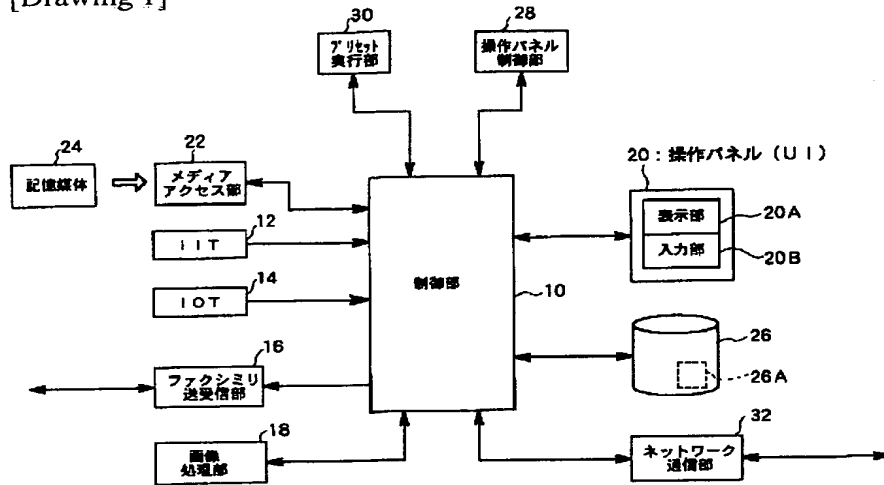 [Drawing 1]
30
プリセット
実行部
28
操作パネル
制御部
24
記憶媒体
22
メディア
アクセス部
20：操作パネル（UI）
表示部
20A
入力部
20B
12
IIT
14
IOT
制御部
10
26
26A
16
ファクシミリ
送受信部
18
画像
処理部
32
ネットワーク
通信部